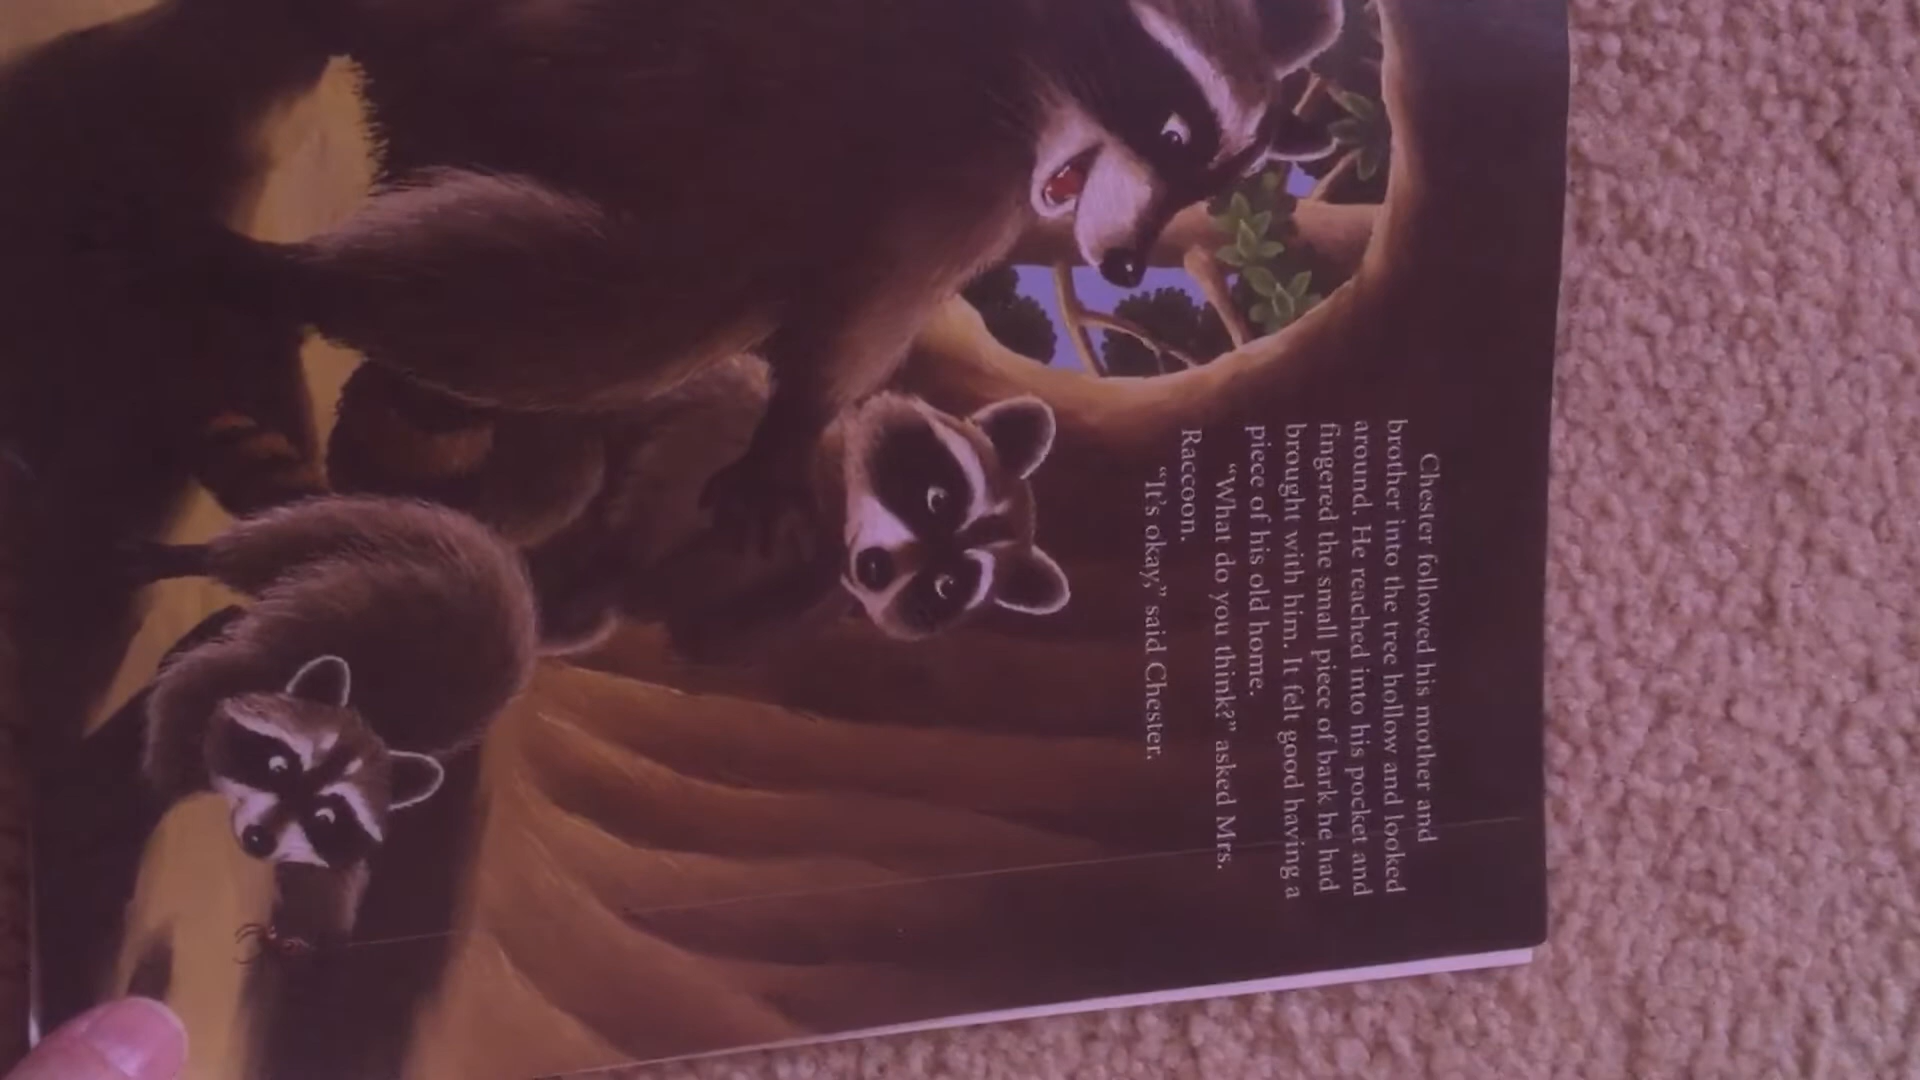 Chester followed his mother and
brother into the tree hollow and looked
around. He reached into his pocket and
fingered the small piece of bark he had
brought with him. It felt good having a
piece of his old home.
“What do you think?” asked Mrs.
Raccoon.
“It’s okay,” said Chester.